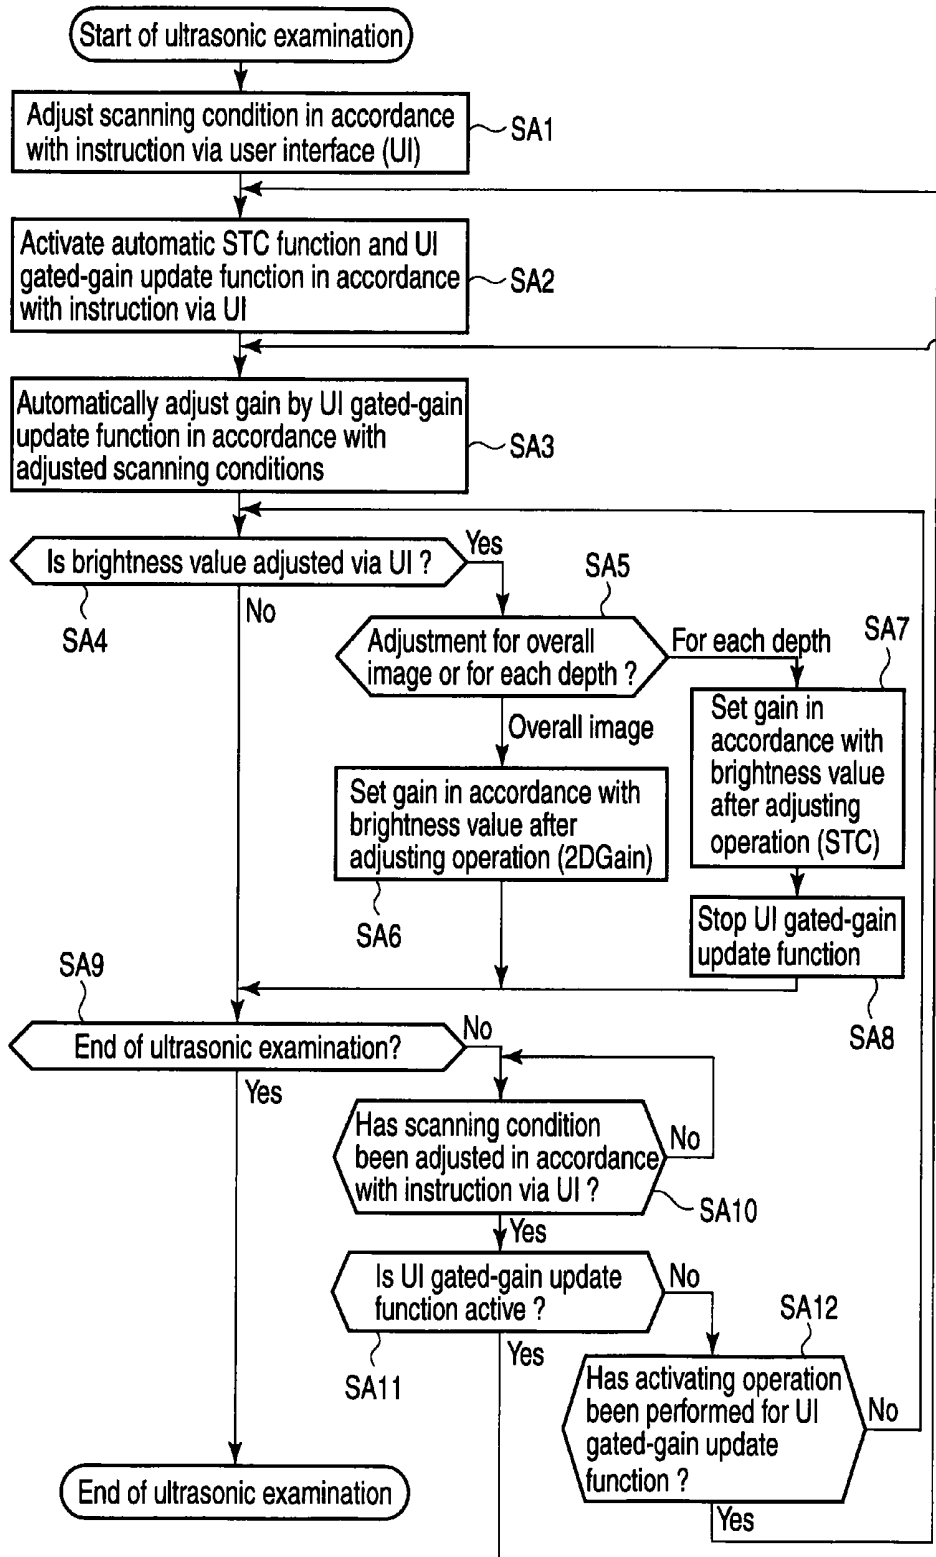 Start of ultrasonic examination
Adjust scanning condition in accordance
with instruction via user interface (UI)
SA1
Activate automatic STC function and UI
gated-gain update function in accordance
with instruction via UI
SA2
Automatically adjust gain by UI gated-gain
update function in accordance with
adjusted scanning conditions
SA3
Is brightness value adjusted via UI ?
Yes
No
SA4
SA5
Adjustment for overall
image or for each depth ?
For each depth
Overall image
SA7
Set gain in
accordance with
brightness value
after adjusting
operation (STC)
Set gain in accordance with
brightness value after
adjusting operation (2DGain)
SA6
Stop UI gated-gain
update function
SA8
SA9
End of ultrasonic examination?
No
Yes
Has scanning condition
been adjusted in accordance
with instruction via UI ?
No
SA10
Yes
Is UI gated-gain update
function active ?
No
SA11
Yes
SA12
Has activating operation
been performed for UI
gated-gain update
function ?
No
Yes
End of ultrasonic examination